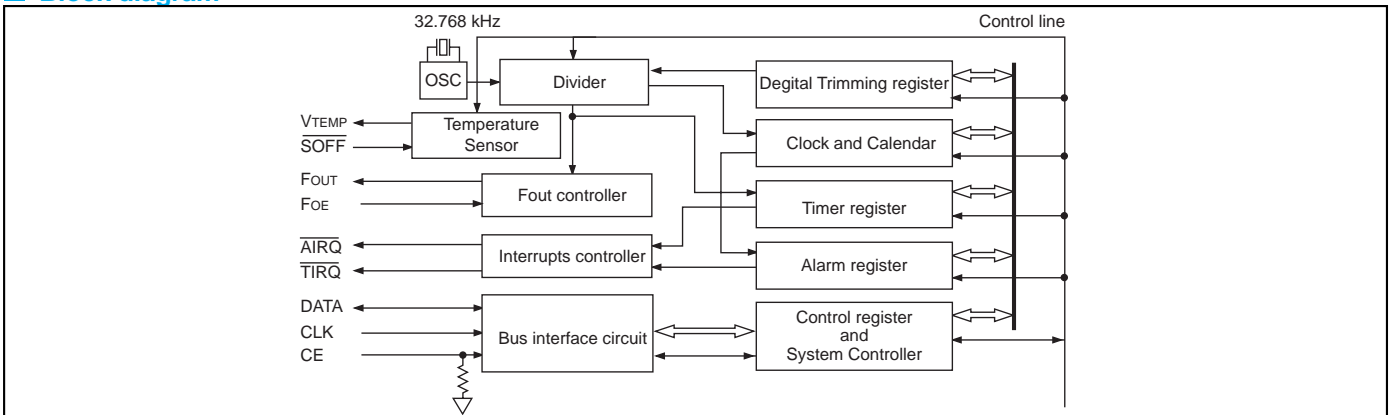 ■ Block diagram
32.768 kHz
Control line
OSC
Divider
Degital Trimming register
VTEMP
SOFF
Temperature
Sensor
Clock and Calendar
FOUT
FOE
Fout controller
Timer register
AIRQ
TIRQ
Interrupts controller
Alarm register
DATA
CLK
CE
Bus interface circuit
Control register
and
System Controller